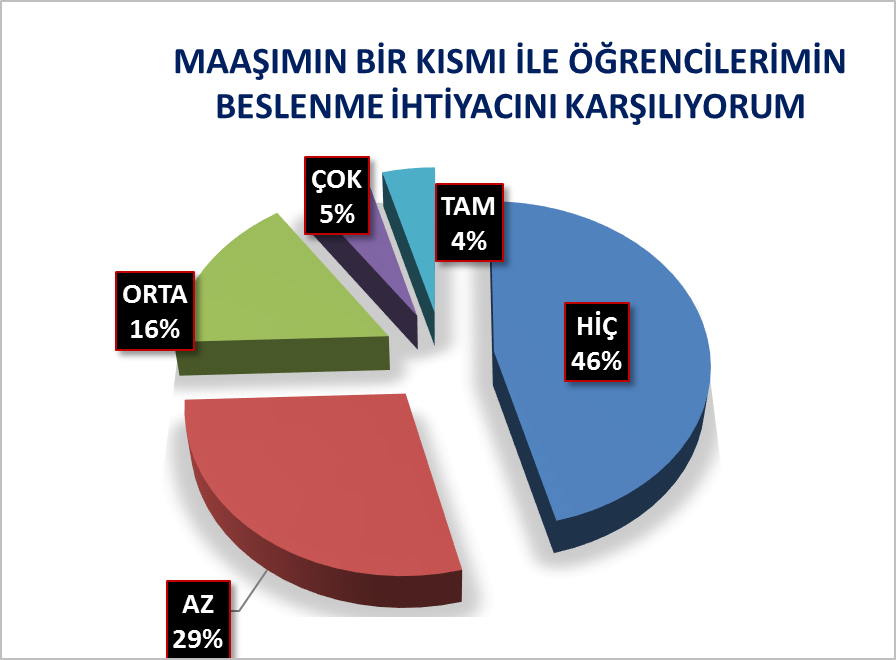 MAAŞIMIN BİR KISMI İLE ÖĞRENCİLERİMİN
BESLENME İHTİYACINI KARŞILIYORUM
ÇOK
5%
TAM
4%
ORTA
16%
HİÇ
46%
AZ
29%